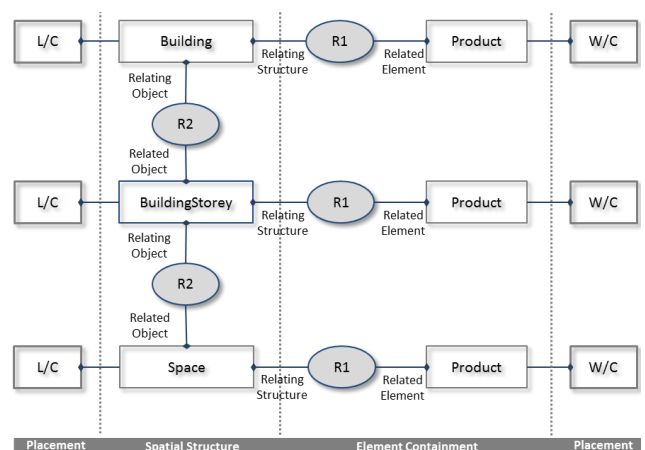 L/C
Building
R1
Product
W/C
Relating
Structure
Related
Element
Relating
Object
R2
Related
Object
L/C
BuildingStorey
R1
Product
W/C
Relating
Structure
Related
Element
Relating
Object
R2
Related
Object
L/C
Space
R1
Product
W/C
Relating
Structure
Related
Element
Placement
Spatial Structure
Element Containment
Placement